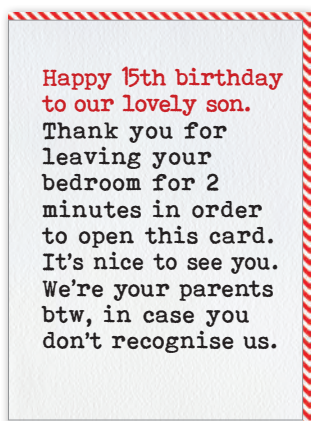 Happy 15th birthday
to our lovely son.
Thank you for
leaving your
bedroom for 2
minutes in order
to open this card.
It's nice to see you.
We're your parents
btw, in case you
don't recognise us.